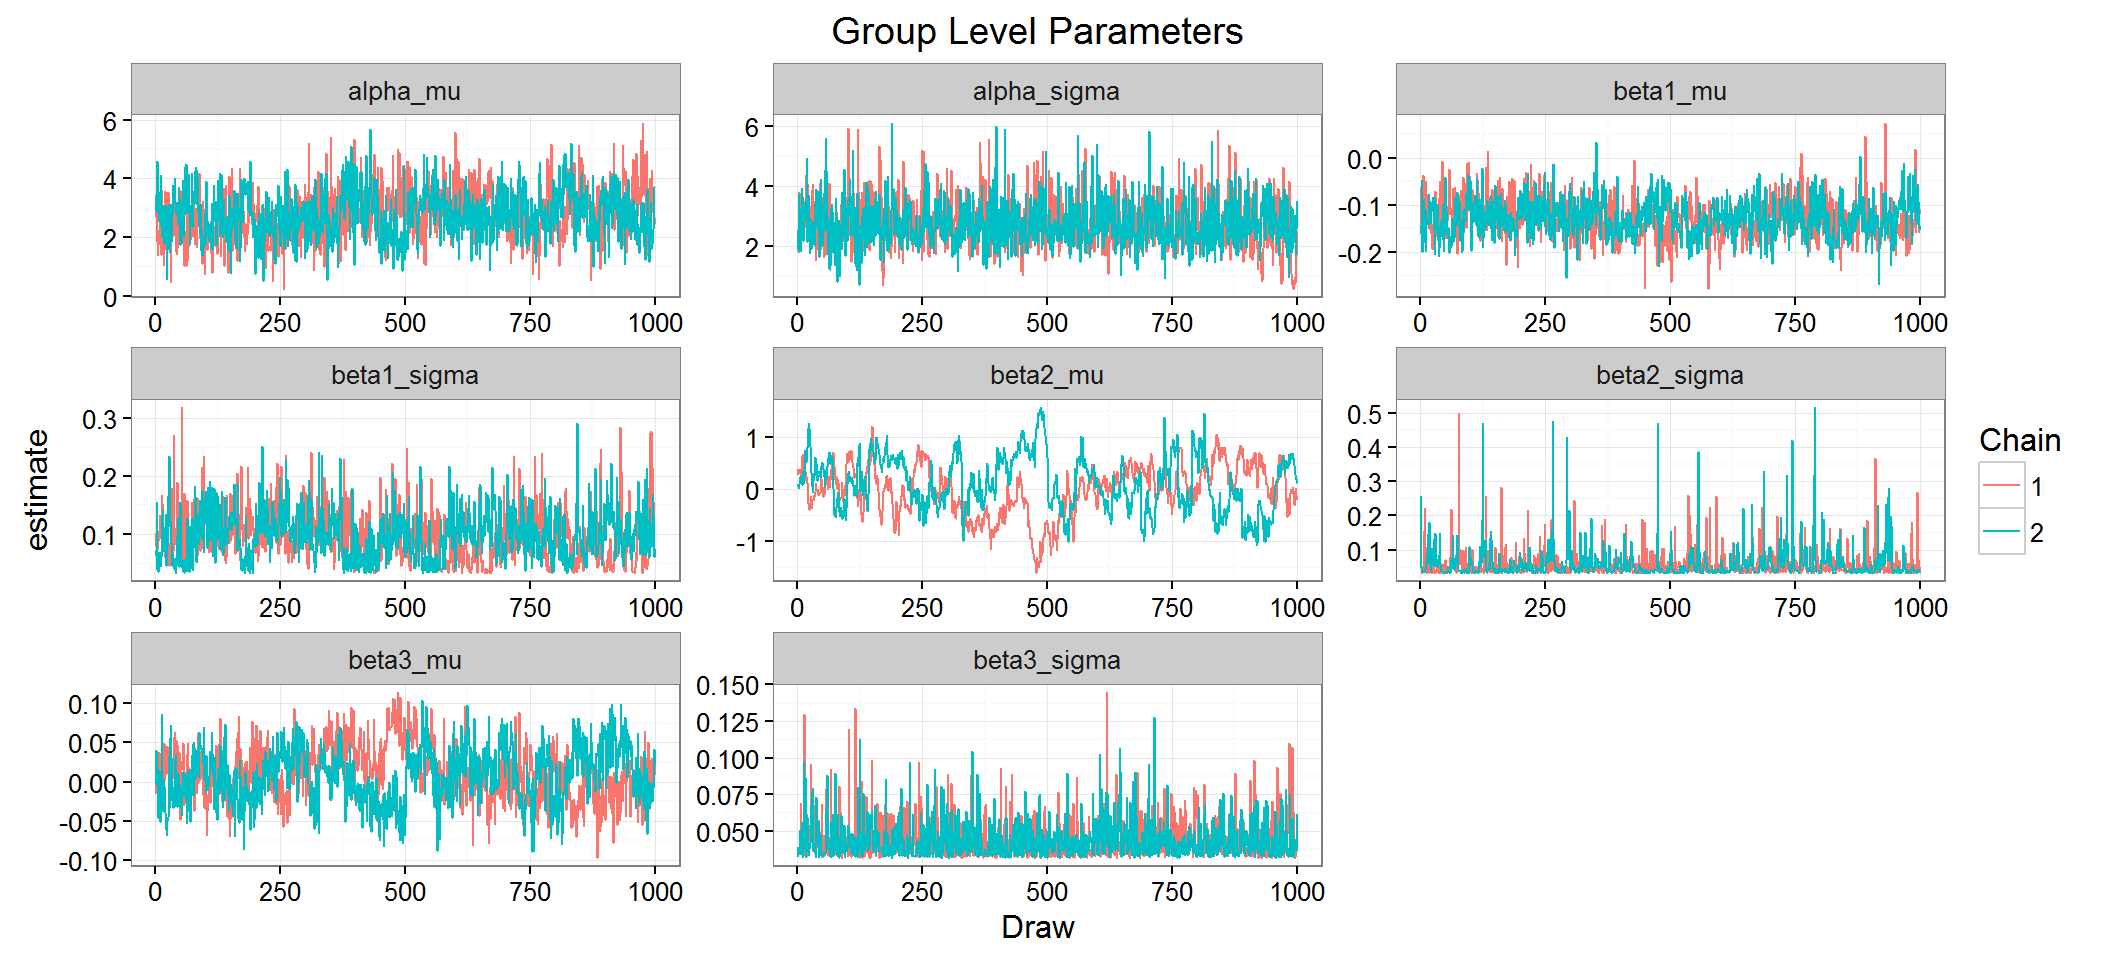 Group Level Parameters
alpha_mu
alpha_sigma
beta1_mu
6
4
2
0
6
4
2
0.0
-0.1
-0.2
0 250 500 750 1000
0 250 500 750 1000
0 250 500 750 1000
beta1_sigma
beta2_mu
beta2_sigma
0.3
0.2
0.1
1
0
-1
0.5
0.4
0.3
0.2
0.1
0 250 500 750 1000
0 250 500 750 1000
0 250 500 750 1000
beta3_mu
beta3_sigma
0.10
0.05
0.00
-0.05
-0.10
0.150
0.125
0.100
0.075
0.050
0 250 500 750 1000
0 250 500 750 1000
estimate
Draw
Chain
1
2